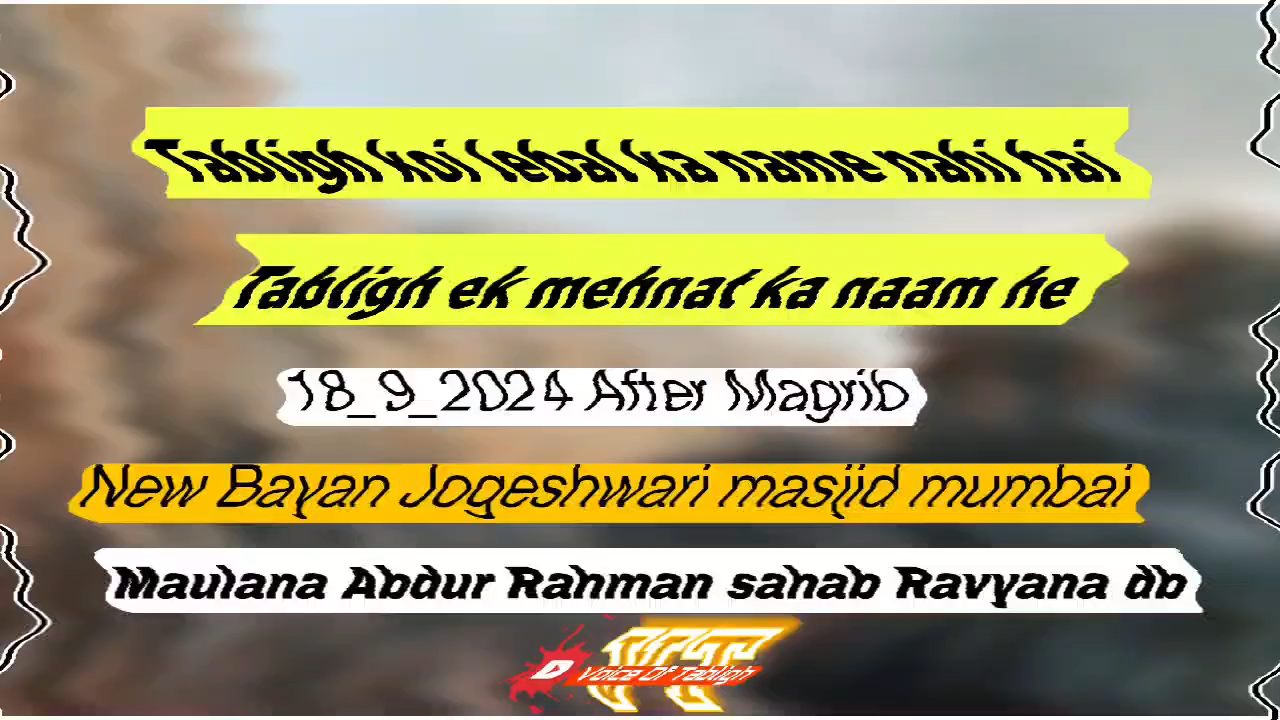 Tabligh koi lebal ka name nahi hai
Tabligh ek mehnat ka naam he
18_9_2024 After Magrib
New Bayan Jogeshwari masjid mumbai
Maulana Abdur Rahman sahab Ravyana db
Voice Of Tabligh